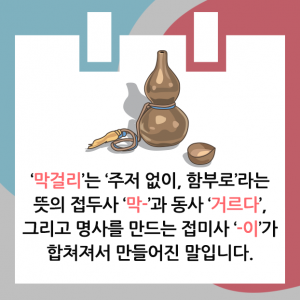 ‘막걸리’는 ‘주저 없이, 함부로’라는
뜻의 접두사 ‘막-’과 동사 ‘거르다’,
그리고 명사를 만드는 접미사 ‘-이’가
합쳐져서 만들어진 말입니다.